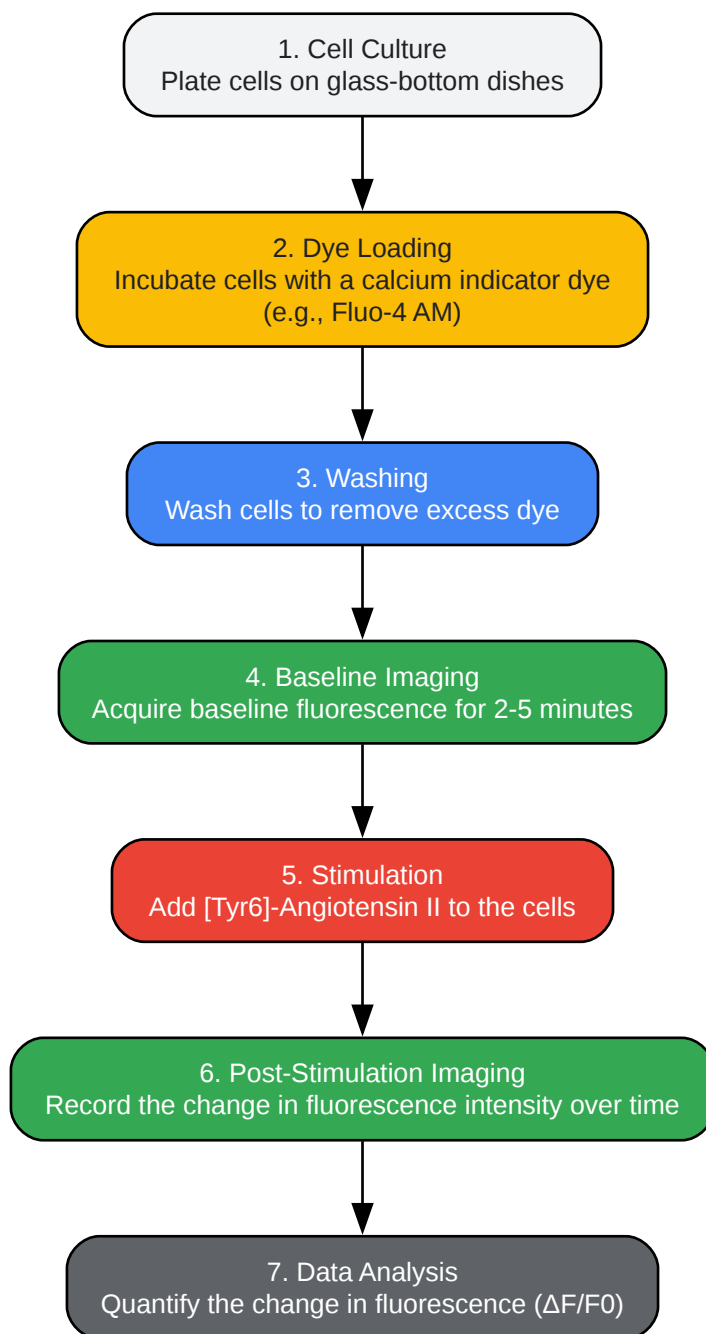 1. Cell Culture
Plate cells on glass-bottom dishes
2. Dye Loading
Incubate cells with a calcium indicator dye
(e.g., Fluo-4 AM)
3. Washing
Wash cells to remove excess dye
4. Baseline Imaging
Acquire baseline fluorescence for 2-5 minutes
5. Stimulation
Add [Tyr6]-Angiotensin II to the cells
6. Post-Stimulation Imaging
Record the change in fluorescence intensity over time
7. Data Analysis
Quantify the change in fluorescence (ΔF/F0)